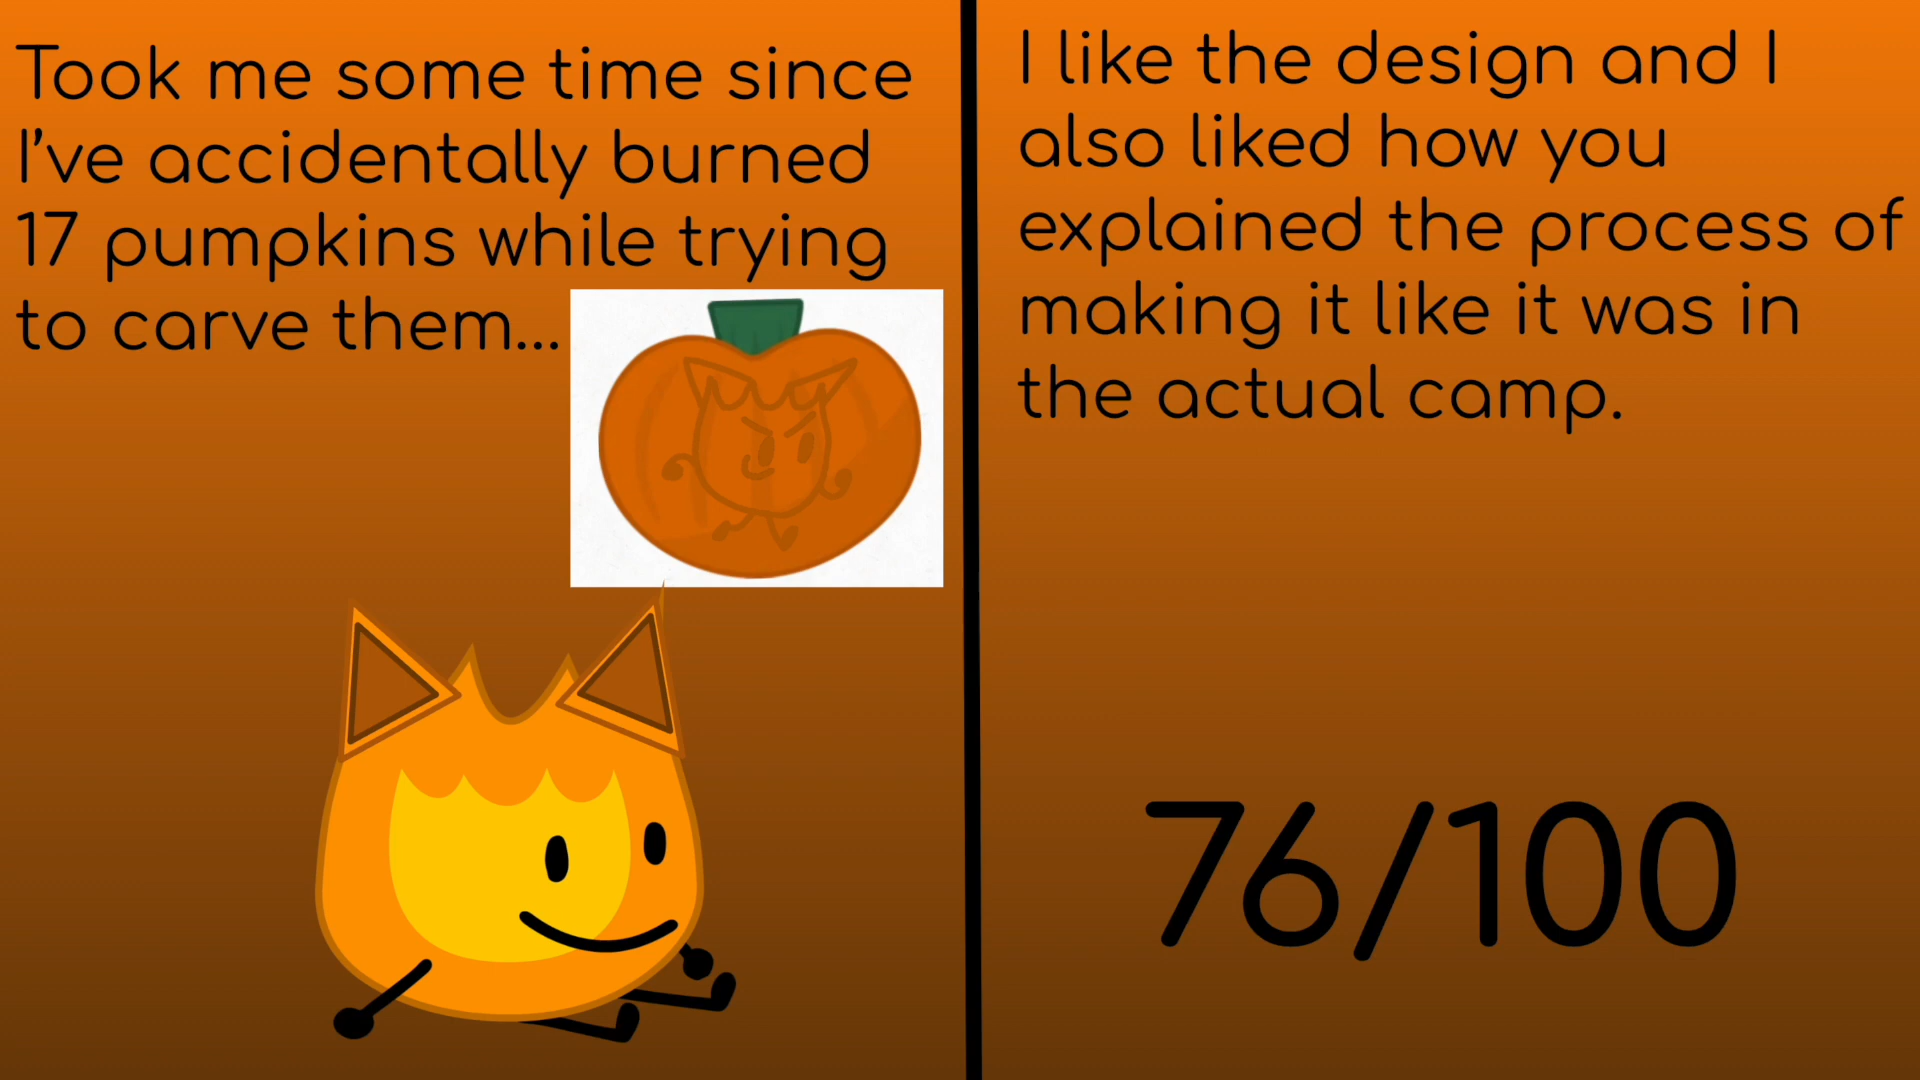 Took me some time since
I've accidentally burned
17 pumpkins while trying
to carve them...
I like the design and I
also liked how you
explained the process of
making it like it was in
the actual camp.
76/100